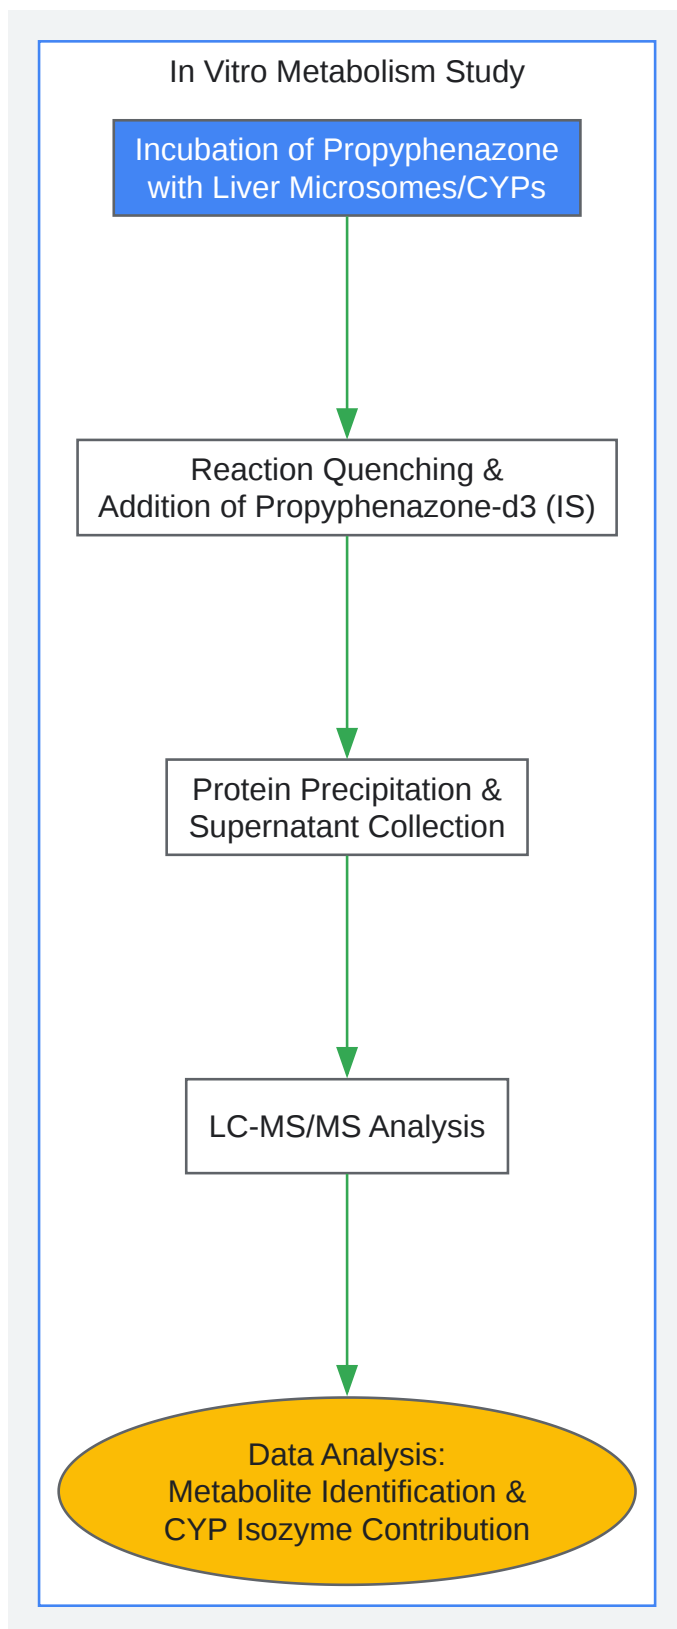 In Vitro Metabolism Study
Incubation of Propyphenazone
with Liver Microsomes/CYPs
Reaction Quenching &
Addition of Propyphenazone-d3 (IS)
Protein Precipitation &
Supernatant Collection
LC-MS/MS Analysis
Data Analysis:
Metabolite Identification &
CYP Isozyme Contribution